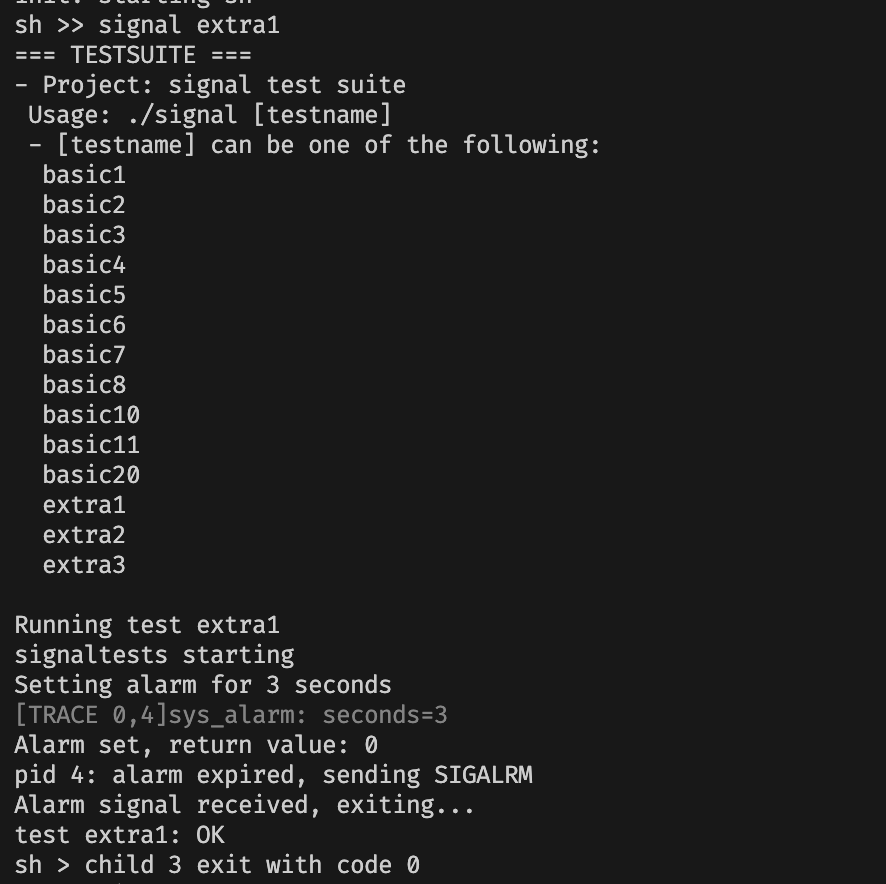 init: starting sh
sh >> signal extra1
=== TESTSUITE ===
- Project: signal test suite
Usage: ./signal [testname]
- [testname] can be one of the following:
basic1
basic2
basic3
basic4
basic5
basic6
basic7
basic8
basic10
basic11
basic20
extra1
extra2
extra3
Running test extra1
signaltests starting
Setting alarm for 3 seconds
[TRACE 0,4]sys_alarm: seconds=3
Alarm set, return value: 0
pid 4: alarm expired, sending SIGALRM
Alarm signal received, exiting...
test extra1: OK
sh > child 3 exit with code 0